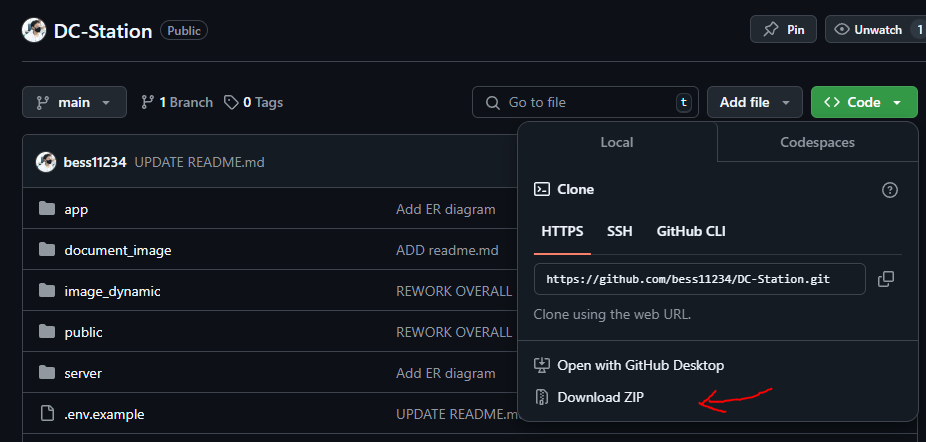 DC-Station Public Pin Unwatch 1
main 1 Branch 0 Tags Go to file t Add file Code
Local Codespaces
bess11234 UPDATE README.md
Clone
app Add ER diagram
HTTPS SSH GitHub CLI
document_image ADD readme.md
https://github.com/bess11234/DC-Station.git
image_dynamic REWORK OVERALL
Clone using the web URL.
public REWORK OVERALL
Open with GitHub Desktop
server Add ER diagram
Download ZIP
.env.example UPDATE README.m